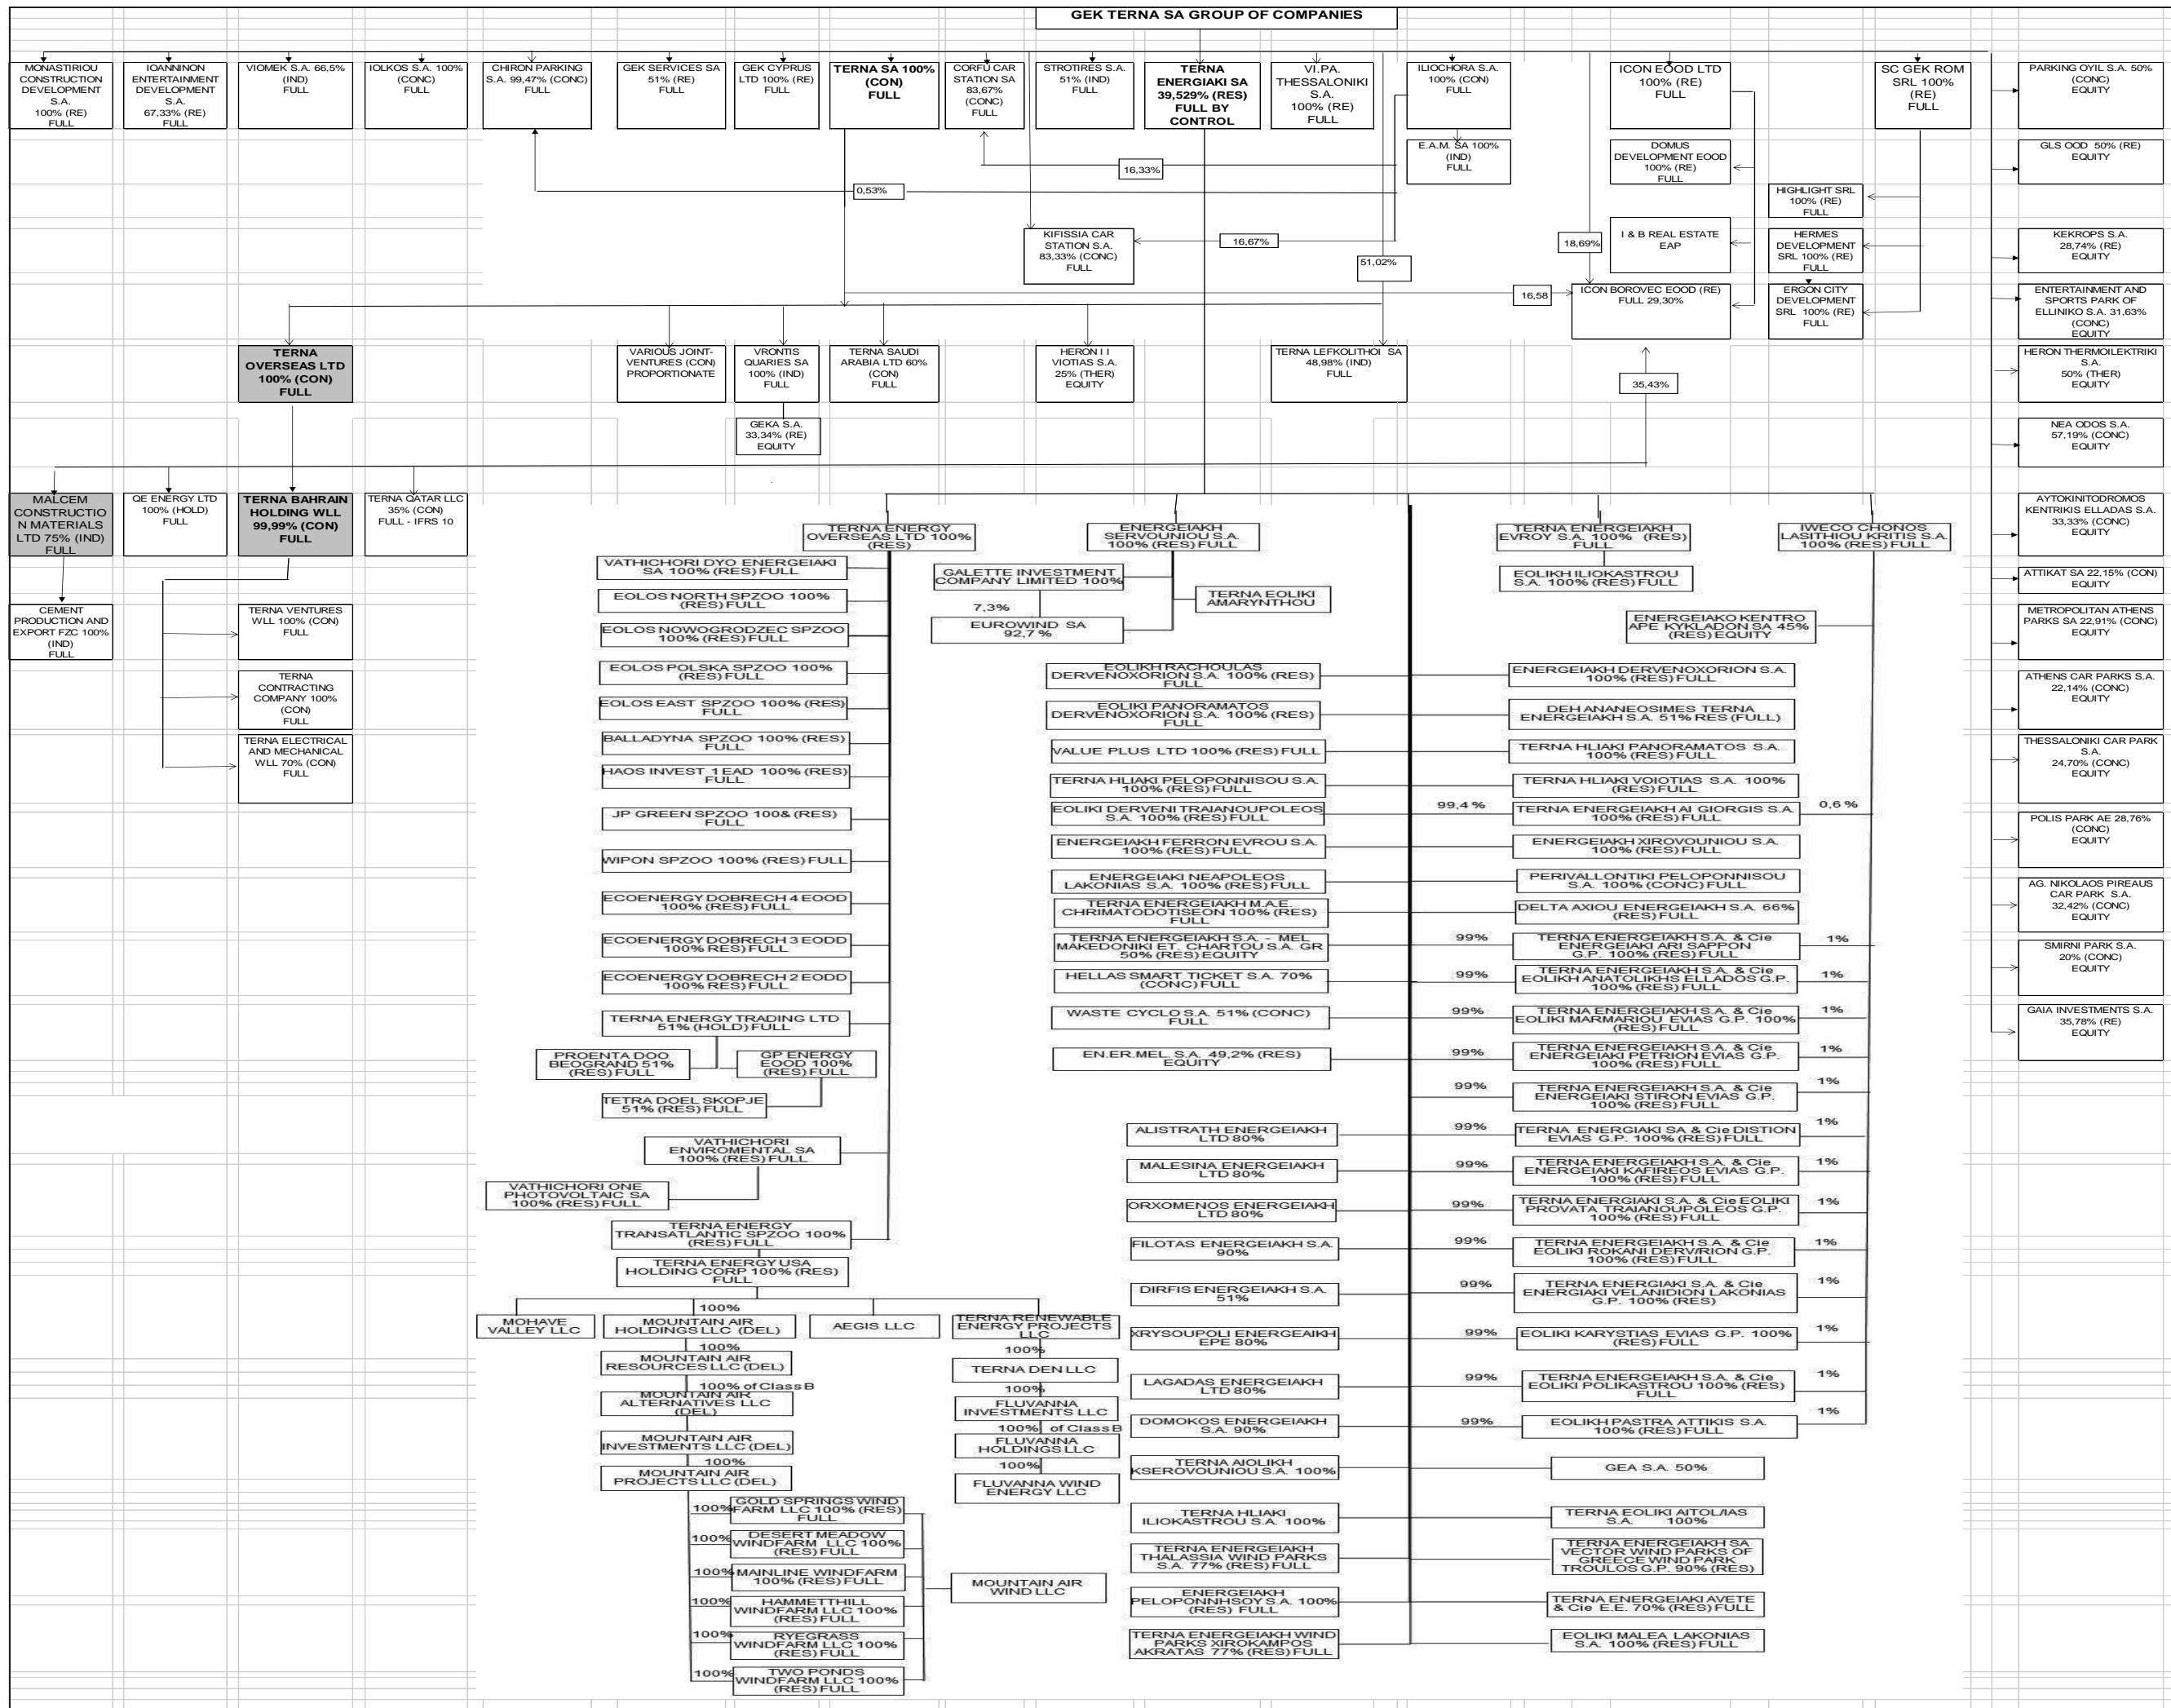 GEK TERNA SA GROUP OF COMPANIES
MONASTIRIOU
CONSTRUCTION
DEVELOPMENT
S.A.
100% (RE)
FULL
IOANNINON
ENTERTAINMENT
DEVELOPMENT
S.A.
67,33% (RE)
FULL
VIOMEK S.A. 66,5%
(IND)
FULL
IOLKOS S.A. 100%
(CONC)
FULL
CHIRON PARKING
S.A. 99,47% (CONC)
FULL
GEK SERVICES SA
51% (RE)
FULL
GEK CYPRUS
LTD 100% (RE)
FULL
TERNA SA 100%
(CON)
FULL
CORFU CAR
STATION SA
83,67%
(CONC)
FULL
STROTIRES S.A.
51% (IND)
FULL
TERNA
ENERGIAKI SA
39,529% (RES)
FULL BY
CONTROL
VI.PA.
THESSALONIKI
S.A.
100% (RE)
FULL
ILIOCHORA S.A.
100% (CON)
FULL
ICON EOOD LTD
100% (RE)
FULL
SC GEK ROM
SRL 100%
(RE)
FULL
PARKING OYIL S.A. 50%
(CONC)
EQUITY
E.A.M. SA 100%
(IND)
FULL
DOMUS
DEVELOPMENT EOOD
100% (RE)
FULL
GLS OOD 50% (RE)
EQUITY
16,33%
0,53%
HIGHLIGHT SRL
100% (RE)
FULL
KIFISSIA CAR
STATION S.A.
83,33% (CONC)
FULL
16,67%
51,02%
18,69%
I & B REAL ESTATE
EAP
HERMES
DEVELOPMENT
SRL 100% (RE)
FULL
KEKROPS S.A.
28,74% (RE)
EQUITY
16,58
ICON BOROVEC EOOD (RE)
FULL 29,30%
ERGON CITY
DEVELOPMENT
SRL 100% (RE)
FULL
ENTERTAINMENT AND
SPORTS PARK OF
ELLINIKO S.A. 31,63%
(CONC)
EQUITY
TERNA
OVERSEAS LTD
100% (CON)
FULL
VARIOUS JOINT-
VENTURES (CON)
PROPORTIONATE
VRONTIS
QUARIES SA
100% (IND)
FULL
TERNA SAUDI
ARABIA LTD 60%
(CON)
FULL
HERON I I
VIOTIAS S.A.
25% (THER)
EQUITY
TERNA LEFKOLITHOI SA
48,98% (IND)
FULL
35,43%
HERON THERMOILEKTRIKI
S.A.
50% (THER)
EQUITY
GEKA S.A.
33,34% (RE)
EQUITY
NEA ODOS S.A.
57,19% (CONC)
EQUITY
MALCEM
CONSTRUCTIO
N MATERIALS
LTD 75% (IND)
FULL
QE ENERGY LTD
100% (HOLD)
FULL
TERNA BAHRAIN
HOLDING WLL
99,99% (CON)
FULL
TERNA QATAR LLC
35% (CON)
FULL - IFRS 10
AYTOKINITODROMOS
KENTRIKIS ELLADAS S.A.
33,33% (CONC)
EQUITY
ATTIKAT SA 22,15% (CON)
EQUITY
METROPOLITAN ATHENS
PARKS SA 22,91% (CONC)
EQUITY
ATHENS CAR PARKS S.A.
22,14% (CONC)
EQUITY
THESSALONIKI CAR PARK
S.A.
24,70% (CONC)
EQUITY
POLIS PARK AE 28,76%
(CONC)
EQUITY
AG. NIKOLAOS PIREAUS
CAR PARK S.A.
32,42% (CONC)
EQUITY
SMIRNI PARK S.A.
20% (CONC)
EQUITY
GAIA INVESTMENTS S.A.
35,78% (RE)
EQUITY
CEMENT
PRODUCTION AND
EXPORT FZC 100%
(IND)
FULL
TERNA VENTURES
WLL 100% (CON)
FULL
TERNA
CONTRACTING
COMPANY 100%
(CON)
FULL
TERNA ELECTRICAL
AND MECHANICAL
WLL 70% (CON)
FULL
TERNA ENERGY
OVERSEAS LTD 100%
(RES)
ENERGEIAKH
SERVOUNIOU S.A.
100% (RES) FULL
TERNA ENERGEIAKH
EVROY S.A. 100% (RES)
FULL
IWECO CHONOS
LASITHIOU KRITIS S.A.
100% (RES) FULL
VATHICHORI DYO ENERGEIAKI
SA 100% (RES) FULL
EOLOS NORTH SPZOO 100%
(RES) FULL
EOLOS NOWOGRODZEC SPZOO
100% (RES) FULL
EOLOS POLSKA SPZOO 100%
(RES) FULL
EOLOS EAST SPZOO 100% (RES)
FULL
BALLADYNA SPZOO 100% (RES)
FULL
HAOS INVEST 1 EAD 100% (RES)
FULL
JP GREEN SPZOO 100& (RES)
FULL
WIPON SPZOO 100% (RES) FULL
ECOENERGY DOBRECH 4 EOOD
100% (RES) FULL
ECOENERGY DOBRECH 3 EODD
100% RES) FULL
ECOENERGY DOBRECH 2 EODD
100% RES) FULL
TERNA ENERGY TRADING LTD
51% (HOLD) FULL
PROENTA DOO
BEOGRAND 51%
(RES) FULL
GP ENERGY
EOOD 100%
(RES) FULL
TETRA DOEL SKOPJE
51% (RES) FULL
VATHICHORI
ENVIROMENTAL SA
100% (RES) FULL
VATHICHORI ONE
PHOTOVOLTAIC SA
100% (RES) FULL
TERNA ENERGY
TRANSATLANTIC SPZOO 100%
(RES) FULL
TERNA ENERGY USA
HOLDING CORP 100% (RES)
FULL
100%
MOHAVE
VALLEY LLC
MOUNTAIN AIR
HOLDINGS LLC (DEL)
AEGIS LLC
TERNA RENEWABLE
ENERGY PROJECTS
LLC
100%
MOUNTAIN AIR
RESOURCES LLC (DEL)
100% of Class B
MOUNTAIN AIR
ALTERNATIVES LLC
(DEL)
MOUNTAIN AIR
INVESTMENTS LLC (DEL)
100%
MOUNTAIN AIR
PROJECTS LLC (DEL)
100%
TERNA DEN LLC
100%
FLUVANNA
INVESTMENTS LLC
100% of Class B
FLUVANNA
HOLDINGS LLC
100%
FLUVANNA WIND
ENERGY LLC
100%
GOLD SPRINGS WIND
FARM LLC 100% (RES)
FULL
100%
DESERT MEADOW
WINDFARM LLC 100%
(RES) FULL
100%
MAINLINE WINDFARM
100% (RES) FULL
100%
HAMMETTHILL
WINDFARM LLC 100%
(RES) FULL
100%
RYEGRASS
WINDFARM LLC 100%
(RES) FULL
100%
TWO PONDS
WINDFARM LLC 100%
(RES) FULL
MOUNTAIN AIR
WIND LLC
GALETTE INVESTMENT
COMPANY LIMITED 100%
7,3%
EUROWIND SA
92,7 %
TERNA EOLIKI
AMARYNTHOU
EOLIKH ILIOKASTROU
S.A. 100% (RES) FULL
ENERGEIAKO KENTRO
APE KYKLADON SA 45%
(RES) EQUITY
EOLIKH RACHOULAS
DERVENOXORION S.A. 100% (RES)
FULL
ENERGEIAKH DERVENOXORION S.A.
100% (RES) FULL
EOLIKI PANORAMATOS
DERVENOXORION S.A. 100% (RES)
FULL
DEH ANANEOSIMES TERNA
ENERGEIAKH S.A. 51% RES (FULL)
VALUE PLUS LTD 100% (RES) FULL
TERNA HLIAKI PANORAMATOS S.A.
100% (RES) FULL
TERNA HLIAKI PELOPONNISOU S.A.
100% (RES) FULL
TERNA HLIAKI VOIOTIAS S.A. 100%
(RES) FULL
EOLIKI DERVENI TRAIANOUPOLEOS
S.A. 100% (RES) FULL
99,4 %
TERNA ENERGEIAKH AI GIORGIS S.A.
100% (RES) FULL
0,6 %
ENERGEIAKH FERRON EVROU S.A.
100% (RES) FULL
ENERGEIAKH XIROVOUNIOU S.A.
100% (RES) FULL
ENERGEIAKI NEAPOLEOS
LAKONIAS S.A. 100% (RES) FULL
PERIVALLONTIKI PELOPONNISOU
S.A. 100% (CONC) FULL
TERNA ENERGEIAKH M.A.E.
CHRIMATODOTISEON 100% (RES)
FULL
DELTA AXIOU ENERGEIAKH S.A. 66%
(RES) FULL
TERNA ENERGEIAKH S.A. - MEL
MAKEDONIKI ET. CHARTOU S.A. GR
50% (RES) EQUITY
99%
TERNA ENERGEIAKH S.A. & Cie
ENERGEIAKI ARI SAPPON
G.P. 100% (RES) FULL
1%
HELLAS SMART TICKET S.A. 70%
(CONC) FULL
99%
TERNA ENERGEIAKH S.A. & Cie
EOLIKH ANATOLIKHS ELLADOS G.P.
100% (RES) FULL
1%
WASTE CYCLO S.A. 51% (CONC)
FULL
99%
TERNA ENERGEIAKH S.A. & Cie
EOLIKI MARMARIOU EVIAS G.P. 100%
(RES) FULL
1%
EN.ER.MEL. S.A. 49,2% (RES)
EQUITY
99%
TERNA ENERGEIAKH S.A. & Cie
ENERGEIAKI PETRION EVIAS G.P.
100% (RES) FULL
1%
99%
TERNA ENERGEIAKH S.A. & Cie
ENERGEIAKI STIRON EVIAS G.P.
100% (RES) FULL
1%
ALISTRATH ENERGEIAKH
LTD 80%
99%
TERNA ENERGIAKI SA & Cie DISTION
EVIAS G.P. 100% (RES) FULL
1%
MALESINA ENERGEIAKH
LTD 80%
99%
TERNA ENERGEIAKH S.A. & Cie
ENERGEIAKI KAFIREOS EVIAS G.P.
100% (RES) FULL
1%
ORXOMENOS ENERGEIAKH
LTD 80%
99%
TERNA ENERGIAKI S.A. & Cie EOLIKI
PROVATA TRAIANOUPOLEOS G.P.
100% (RES) FULL
1%
FILOTAS ENERGEIAKH S.A.
90%
99%
TERNA ENERGEIAKH S.A. & Cie
EOLIKI ROKANI DERV/RION G.P.
100% (RES) FULL
1%
DIRFIS ENERGEIAKH S.A.
51%
99%
TERNA ENERGIAKI S.A. & Cie
ENERGIAKI VELANIDION LAKONIAS
G.P. 100% (RES)
1%
XRYSOUPOLI ENERGEAIKH
EPE 80%
99%
EOLIKI KARYSTIAS EVIAS G.P. 100%
(RES) FULL
1%
LAGADAS ENERGEIAKH
LTD 80%
99%
TERNA ENERGEIAKH S.A. & Cie
EOLIKI POLIKASTROU 100% (RES)
FULL
1%
DOMOKOS ENERGEIAKH
S.A. 90%
99%
EOLIKH PASTRA ATTIKIS S.A.
100% (RES) FULL
1%
TERNA AIOLIKH
KSEROVOUNIOU S.A. 100%
GEA S.A. 50%
TERNA HLIAKI
ILIOKASTROU S.A. 100%
TERNA EOLIKI AITOL/IAS
S.A. 100%
TERNA ENERGEIAKH
THALASSIA WIND PARKS
S.A. 77% (RES) FULL
TERNA ENERGEIAKH SA
VECTOR WIND PARKS OF
GREECE WIND PARK
TROULOS G.P. 90% (RES)
ENERGEIAKH
PELOPONNHSOY S.A. 100%
(RES) FULL
TERNA ENERGEIAKI AVETE
& Cie E.E. 70% (RES) FULL
TERNA ENERGEIAKH WIND
PARKS XIROKAMPOS
AKRATAS 77% (RES) FULL
EOLIKI MALEA LAKONIAS
S.A. 100% (RES) FULL